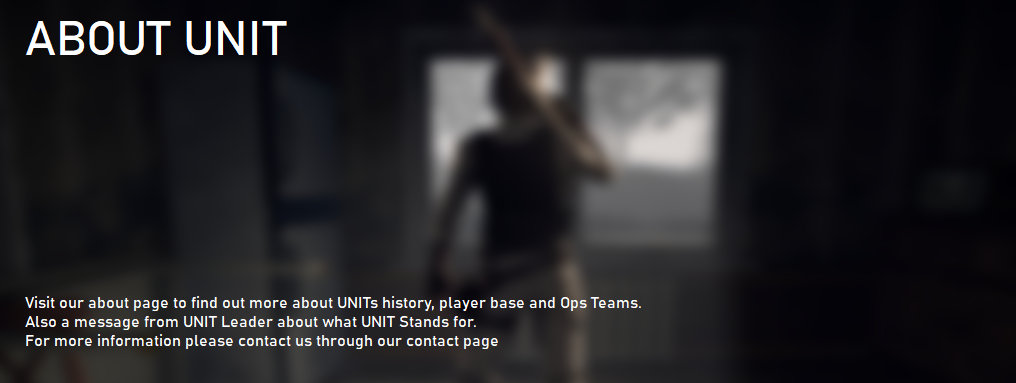 ABOUT UNIT
Visit our about page to find out more about UNITs history, player base and Ops Teams.
Also a message from UNIT Leader about what UNIT Stands for.
For more information please contact us through our contact page